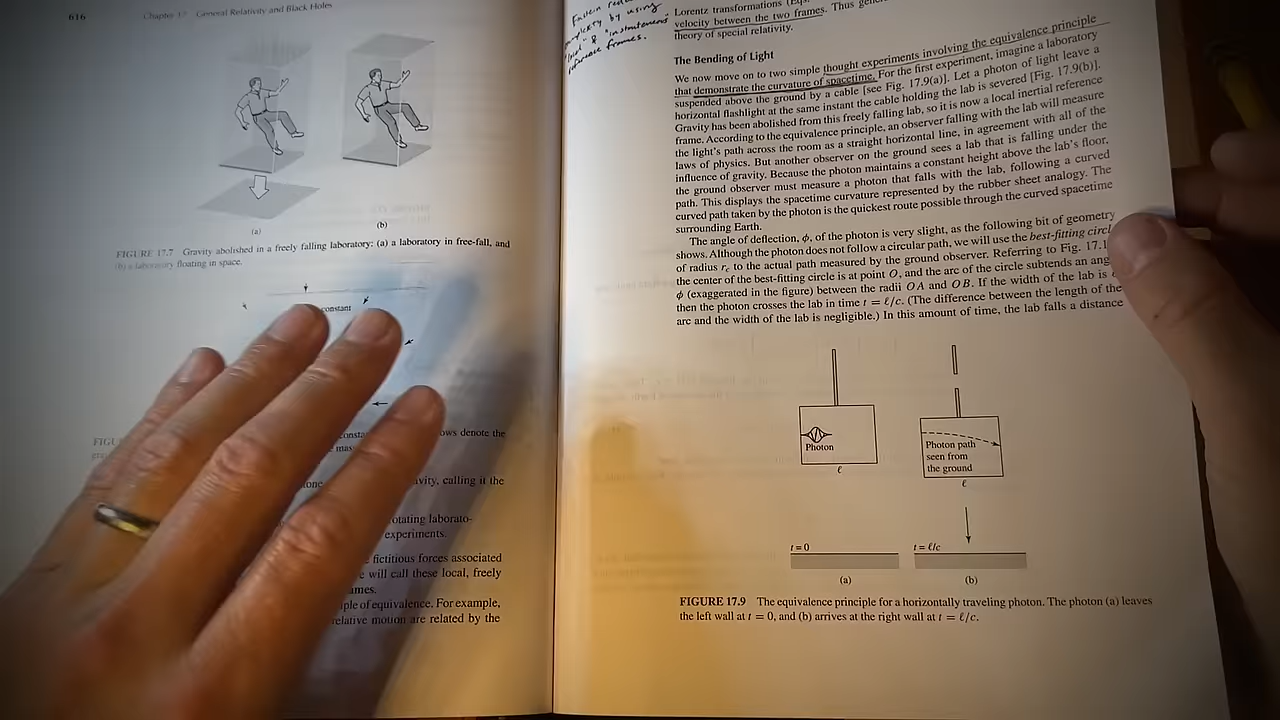 616 Chapter 17 General Relativity and Black Holes
(a)
(b)
FIGURE 17.7 Gravity abolished in a freely falling laboratory: (a) a laboratory in free-fall, and
(b) a laboratory floating in space.
constant
ows denote the
avity, calling it the
otating laborato-
experiments.
fictitious forces associated
will call these local, freely
ames.
iple of equivalence. For example,
relative motion are related by the
by using
"instantaneous"
reference frames.
Lorentz transformations
velocity between the two frames. Thus
theory of special relativity.
The Bending of Light
We now move on to two simple thought experiments involving the equivalence principle
that demonstrate the curvature of spacetime. For the first experiment, imagine a laboratory
suspended above the ground by a cable [see Fig. 17.9(a)]. Let a photon of light leave a
horizontal flashlight at the same instant the cable holding the lab is severed [Fig. 17.9(b)].
Gravity has been abolished from this freely falling lab, so it is now a local inertial reference
frame. According to the equivalence principle, an observer falling with the lab will measure
the light's path across the room as a straight horizontal line, in agreement with all of the
laws of physics. But another observer on the ground sees a lab that is falling under the
influence of gravity. Because the photon maintains a constant height above the lab's floor,
the ground observer must measure a photon that falls with the lab, following a curved
path. This displays the spacetime curvature represented by the rubber sheet analogy. The
curved path taken by the photon is the quickest route possible through the curved spacetime
surrounding Earth.
The angle of deflection, ϕ, of the photon is very slight, as the following bit of geometry
shows. Although the photon does not follow a circular path, we will use the best-fitting circl
of radius r_c to the actual path measured by the ground observer. Referring to Fig. 17.1
the center of the best-fitting circle is at point O, and the arc of the circle subtends an ang
ϕ (exaggerated in the figure) between the radii OA and OB. If the width of the lab is
then the photon crosses the lab in time t = ℓ/c. (The difference between the length of the
arc and the width of the lab is negligible.) In this amount of time, the lab falls a distance
Photon
ℓ
Photon path
seen from
the ground
ℓ
t = 0
t = ℓ/c
(a)
(b)
FIGURE 17.9 The equivalence principle for a horizontally traveling photon. The photon (a) leaves
the left wall at t = 0, and (b) arrives at the right wall at t = ℓ/c.